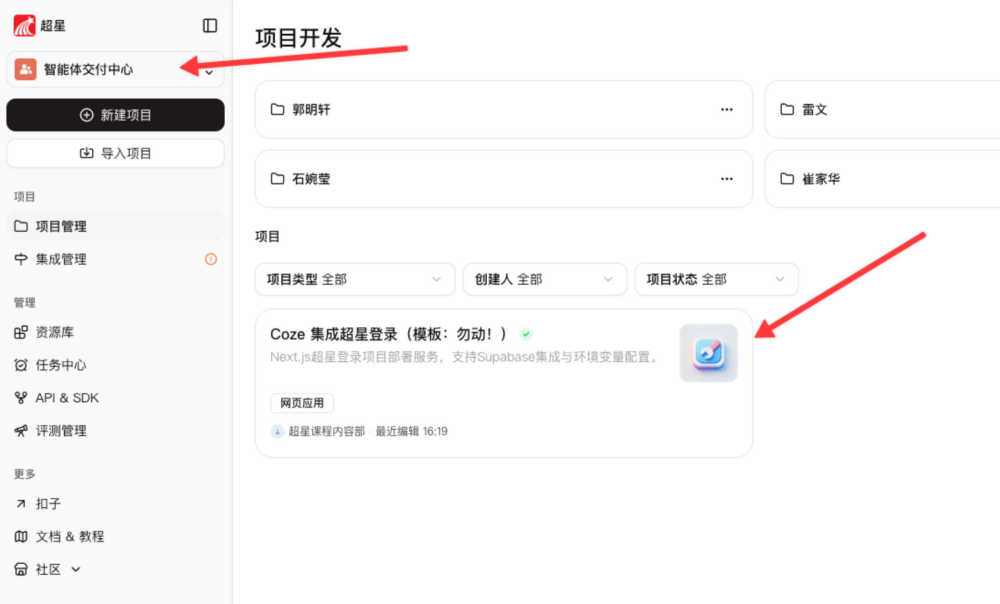 超星
智能体交付中心
新建项目
导入项目
项目
项目管理
集成管理
管理
资源库
任务中心
API & SDK
评测管理
更多
扣子
文档 & 教程
社区
项目开发
郭明轩
雷文
石婉莹
崔家华
项目
项目类型 全部
创建人 全部
项目状态 全部
Coze 集成超星登录（模板：勿动！）
Next.js超星登录项目部署服务，支持Supabase集成与环境变量配置。
网页应用
超星课程内容部 · 最近编辑 16:19